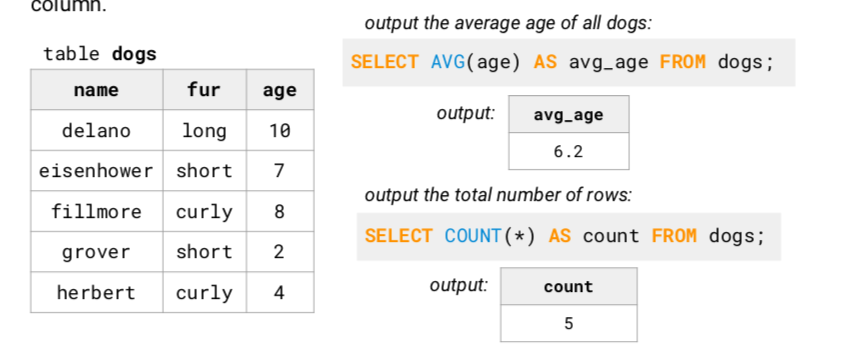 column.
table dogs
name fur age
delano long 10
eisenhower short 7
fillmore curly 8
grover short 2
herbert curly 4
output the average age of all dogs:
SELECT AVG(age) AS avg_age FROM dogs;
output:
avg_age
6.2
output the total number of rows:
SELECT COUNT(*) AS count FROM dogs;
output:
count
5